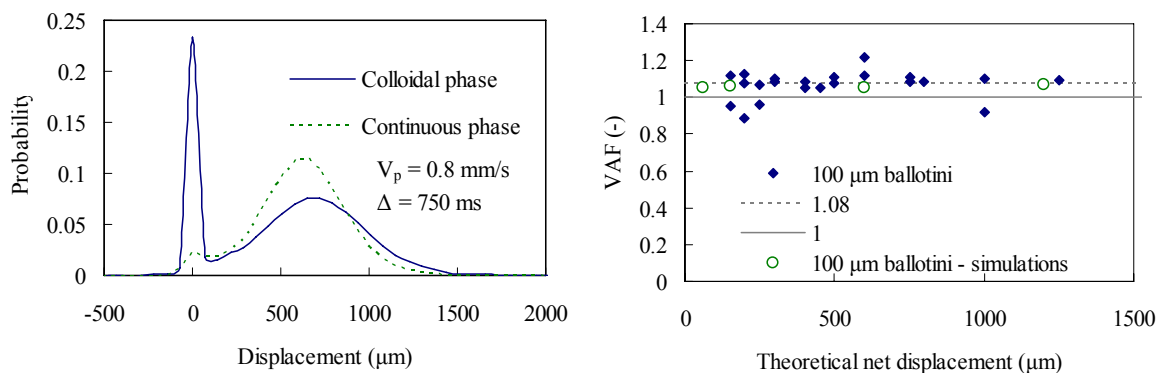 0.25
0.2
0.15
0.1
0.05
0
Probability
Colloidal phase
Continuous phase
Vp = 0.8 mm/s
Δ = 750 ms
-500 0 500 1000 1500 2000
Displacement (μm)
1.4
1.2
1
0.8
0.6
0.4
0.2
0
VAF (-)
100 μm ballotini
1.08
1
100 μm ballotini - simulations
0 500 1000 1500
Theoretical net displacement (μm)